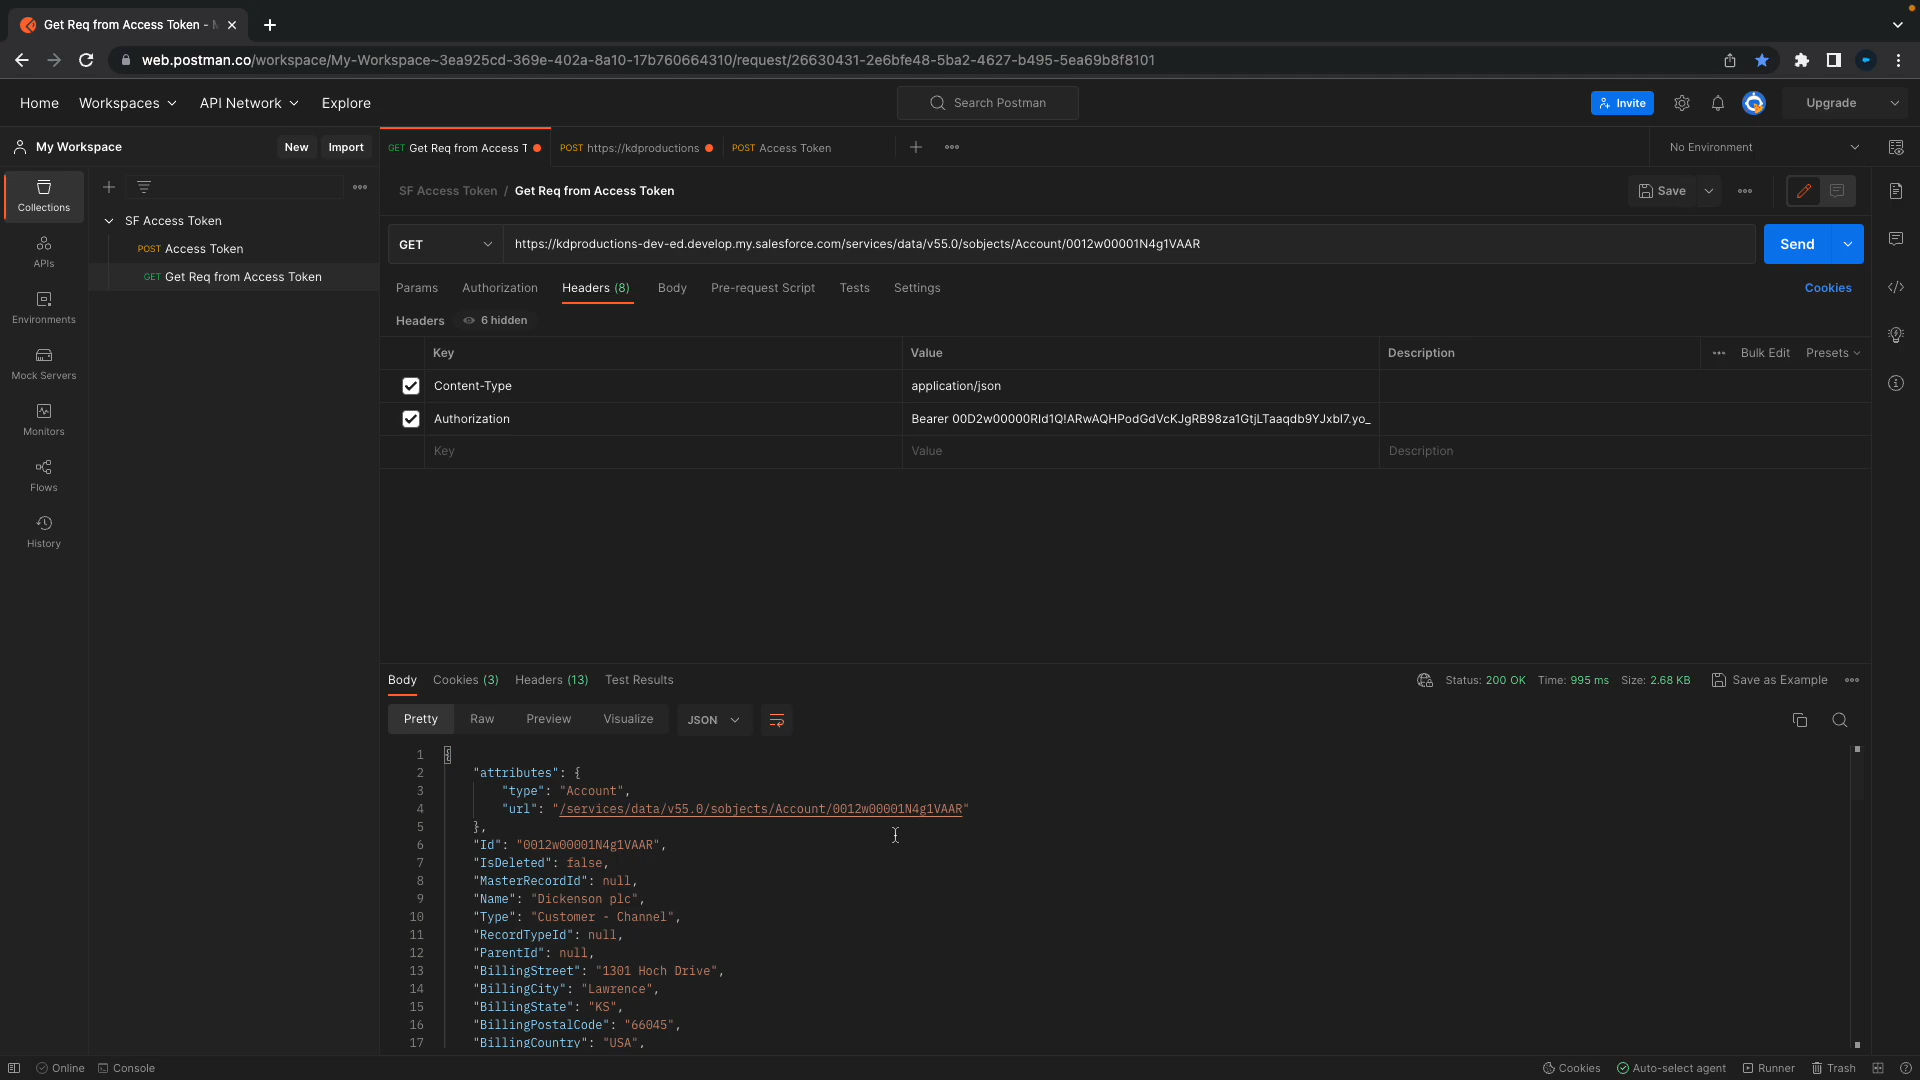 Get Req from Access Token -
web.postman.co/workspace/My-Workspace~3ea925cd-369e-402a-8a10-17b760664310/request/26630431-2e6bfe48-5ba2-4627-b495-5ea69b8f8101
Home Workspaces API Network Explore Search Postman Invite Upgrade
My Workspace New Import
GET Get Req from Access T POST https://kdproductions POST Access Token No Environment
SF Access Token / Get Req from Access Token Save
Collections
SF Access Token
POST Access Token
GET Get Req from Access Token
APIs
Environments
Mock Servers
Monitors
Flows
History
GET https://kdproductions-dev-ed.develop.my.salesforce.com/services/data/v55.0/sobjects/Account/0012w00001N4g1VAAR Send
Params Authorization Headers (8) Body Pre-request Script Tests Settings Cookies
Headers 6 hidden
Key Value Description Bulk Edit Presets
Content-Type application/json
Authorization Bearer 00D2w00000RId1Q!ARwAQHPodGdVcKJgRB98za1GtjLTaaqdb9YJxbl7.yo_
Key Value Description
Body Cookies (3) Headers (13) Test Results Status: 200 OK Time: 995 ms Size: 2.68 KB Save as Example
Pretty Raw Preview Visualize JSON
1 {
2 "attributes": {
3 "type": "Account",
4 "url": "/services/data/v55.0/sobjects/Account/0012w00001N4g1VAAR"
5 },
6 "Id": "0012w00001N4g1VAAR",
7 "IsDeleted": false,
8 "MasterRecordId": null,
9 "Name": "Dickenson plc",
10 "Type": "Customer - Channel",
11 "RecordTypeId": null,
12 "ParentId": null,
13 "BillingStreet": "1301 Hoch Drive",
14 "BillingCity": "Lawrence",
15 "BillingState": "KS",
16 "BillingPostalCode": "66045",
17 "BillingCountry": "USA",
Online Console Cookies Auto-select agent Runner Trash